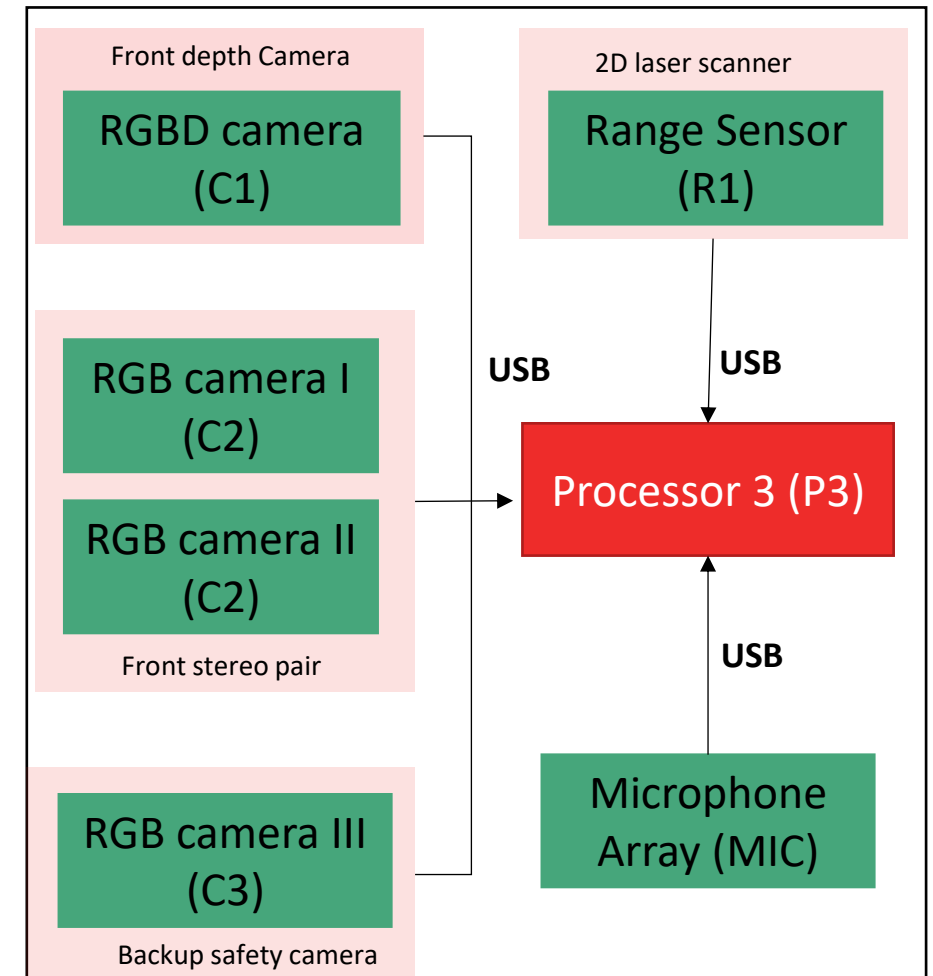 Front depth Camera
RGBD camera
(C1)
2D laser scanner
Range Sensor
(R1)
RGB camera I
(C2)
RGB camera II
(C2)
Front stereo pair
USB
USB
Processor 3 (P3)
USB
RGB camera III
(C3)
Backup safety camera
Microphone
Array (MIC)